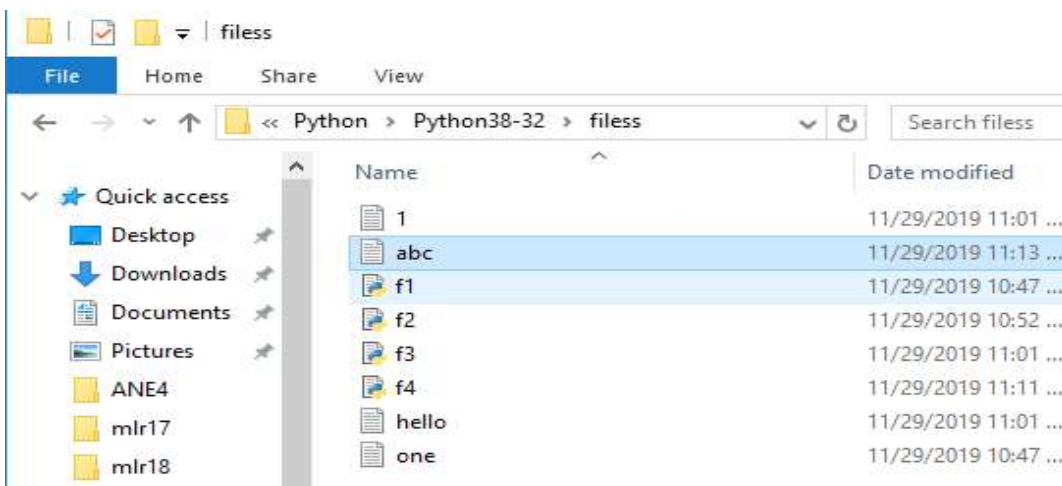 filess
File Home Share View
« Python > Python38-32 > filess Search filess
Name Date modified
Quick access
Desktop
Downloads
Documents
Pictures
ANE4
mlr17
mlr18
1 11/29/2019 11:01 ...
abc 11/29/2019 11:13 ...
f1 11/29/2019 10:47 ...
f2 11/29/2019 10:52 ...
f3 11/29/2019 11:01 ...
f4 11/29/2019 11:11 ...
hello 11/29/2019 11:01 ...
one 11/29/2019 10:47 ...